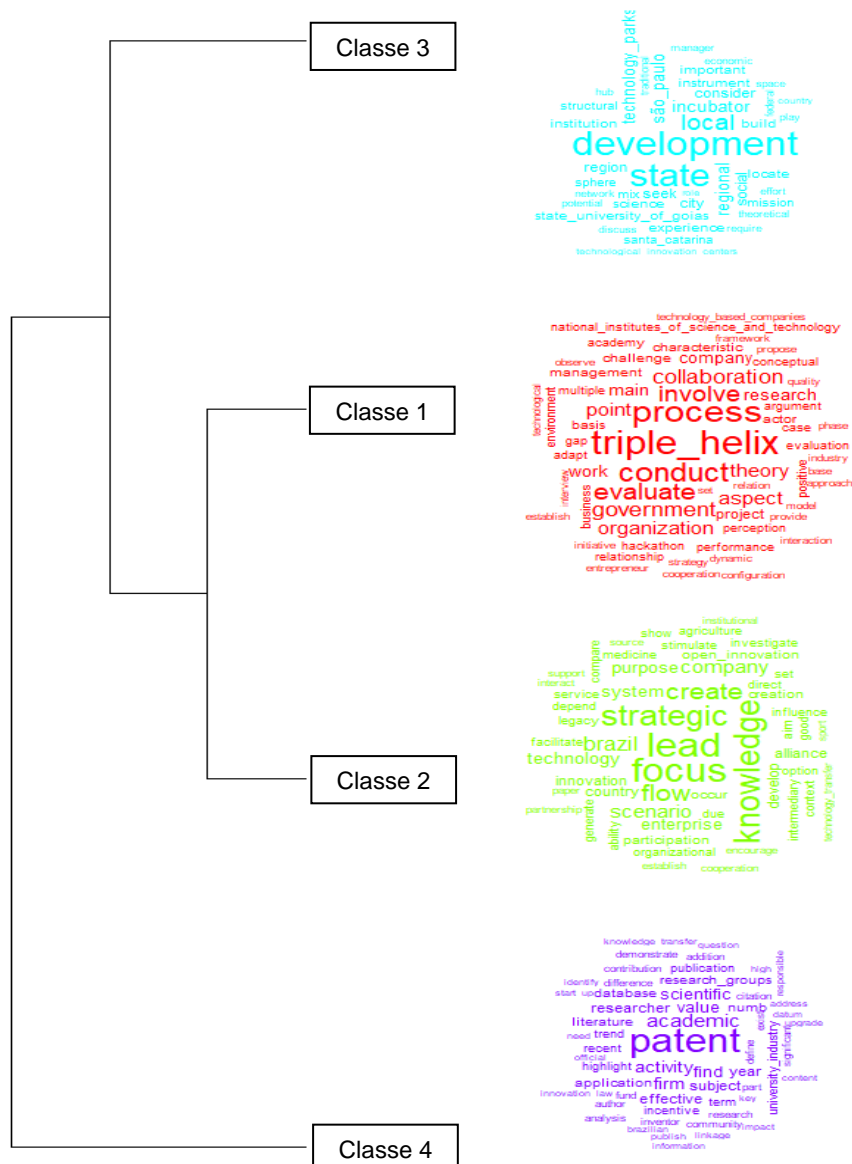 Classe 3
manager
technology_parks
traditional
economic
são_paulo
important
hub
instrument
space
federal
country
structural
consider
incubator
play
institution
local
build
development
region
state
regional
social
locate
sphere
network
mix
seek
role
effort
potential
science
city
mission
state_university_of_goias
theoretical
discuss
experience
require
santa_catarina
technological innovation centers
Classe 1
technology_based_companies
national_institutes_of_science_and_technology
framework
academy
characteristic
propose
observe
challenge
company
conceptual
management
collaboration
quality
technological
environment
multiple
main
involve
research
point
process
argument
basis
actor
case
phase
gap
triple_helix
evaluation
adapt
industry
work
conduct
theory
positive
base
approach
interview
evaluate
set
relation
aspect
business
government
project
model
establish
provide
organization
perception
initiative
hackathon
performance
interaction
relationship
strategy
dynamic
entrepreneur
cooperation
configuration
Classe 2
institutional
show
agriculture
source
stimulate
investigate
compare
medicine
open_innovation
support
purpose
company
set
interact
service
system
create
direct
creation
depend
strategic
knowledge
influence
legacy
aim
good
sport
facilitate
brazil
lead
alliance
technology
focus
option
innovation
flow
develop
intermediary
context
technology_transfer
paper
country
occur
partnership
scenario
due
generate
ability
enterprise
participation
organizational
encourage
establish
cooperation
Classe 4
knowledge transfer
question
demonstrate
addition
contribution
publication
high
responsible
identify
difference
research_groups
start up
database
scientific
citation
researcher
value
numb
address
datum
literature
academic
exist
upgrade
need
trend
patent
recent
define
university_industry
significant
official
highlight
activity
find
year
content
application
firm
subject
part
innovation law
fund
effective
term
key
author
incentive
research
analysis
inventor
community
impact
brazilian
publish
linkage
information